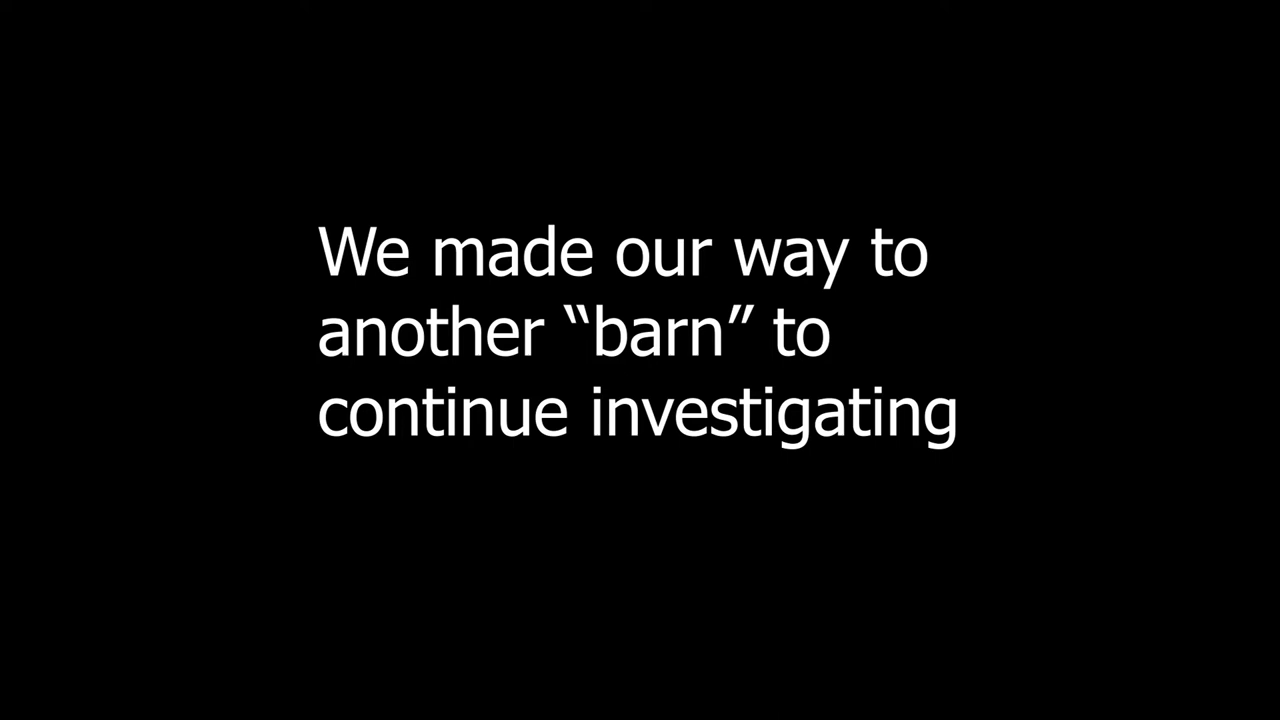 We made our way to
another “barn” to
continue investigating